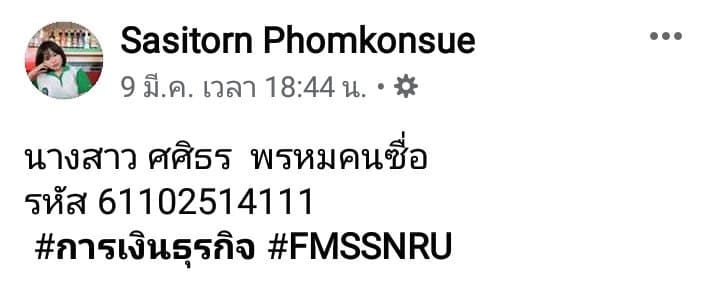 Sasitorn Phomkonsue
9 มี.ค. เวลา 18:44 น. •
นางสาว ศศิธร พรหมคนซื่อ
รหัส 61102514111
#การเงินธุรกิจ #FMSSNRU